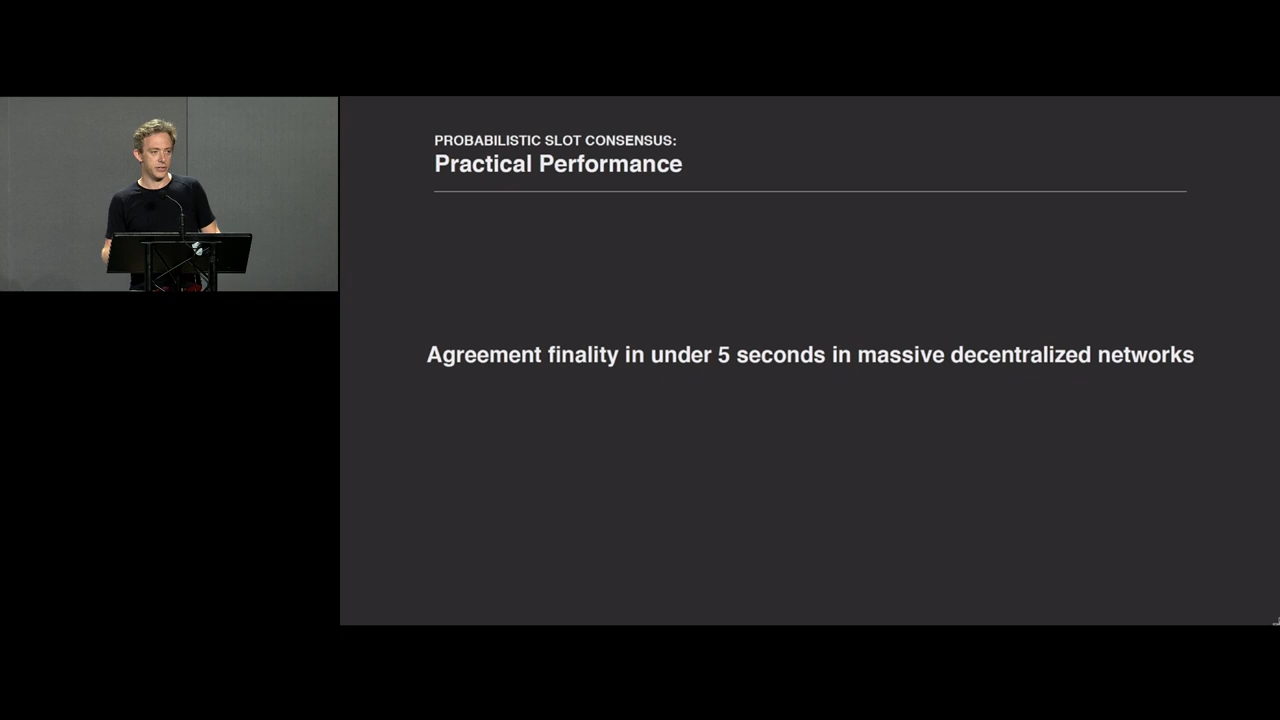 PROBABILISTIC SLOT CONSENSUS:
Practical Performance
Agreement finality in under 5 seconds in massive decentralized networks